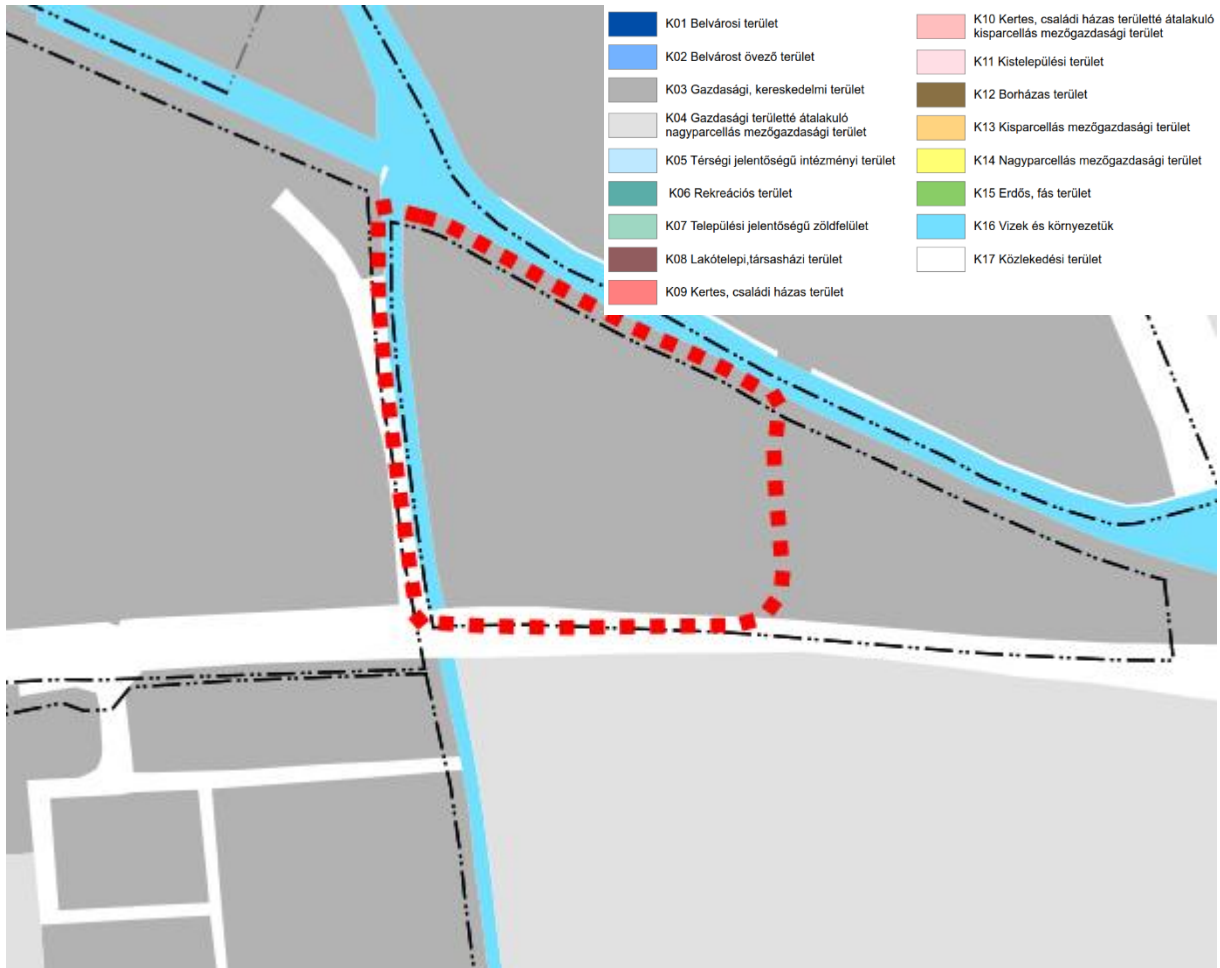 K01 Belvárosi terület
K02 Belvárost övező terület
K03 Gazdasági, kereskedelmi terület
K04 Gazdasági területté átalakuló
nagyparcellás mezőgazdasági terület
K05 Térségi jelentőségű intézményi terület
K06 Rekreációs terület
K07 Települési jelentőségű zöldfelület
K08 Lakótelepi,társasházi terület
K09 Kertes, családi házas terület
K10 Kertes, családi házas területté átalakuló
kisparcellás mezőgazdasági terület
K11 Kistelepülési terület
K12 Borházas terület
K13 Kisparcellás mezőgazdasági terület
K14 Nagyparcellás mezőgazdasági terület
K15 Erdős, fás terület
K16 Vizek és környezetük
K17 Közlekedési terület